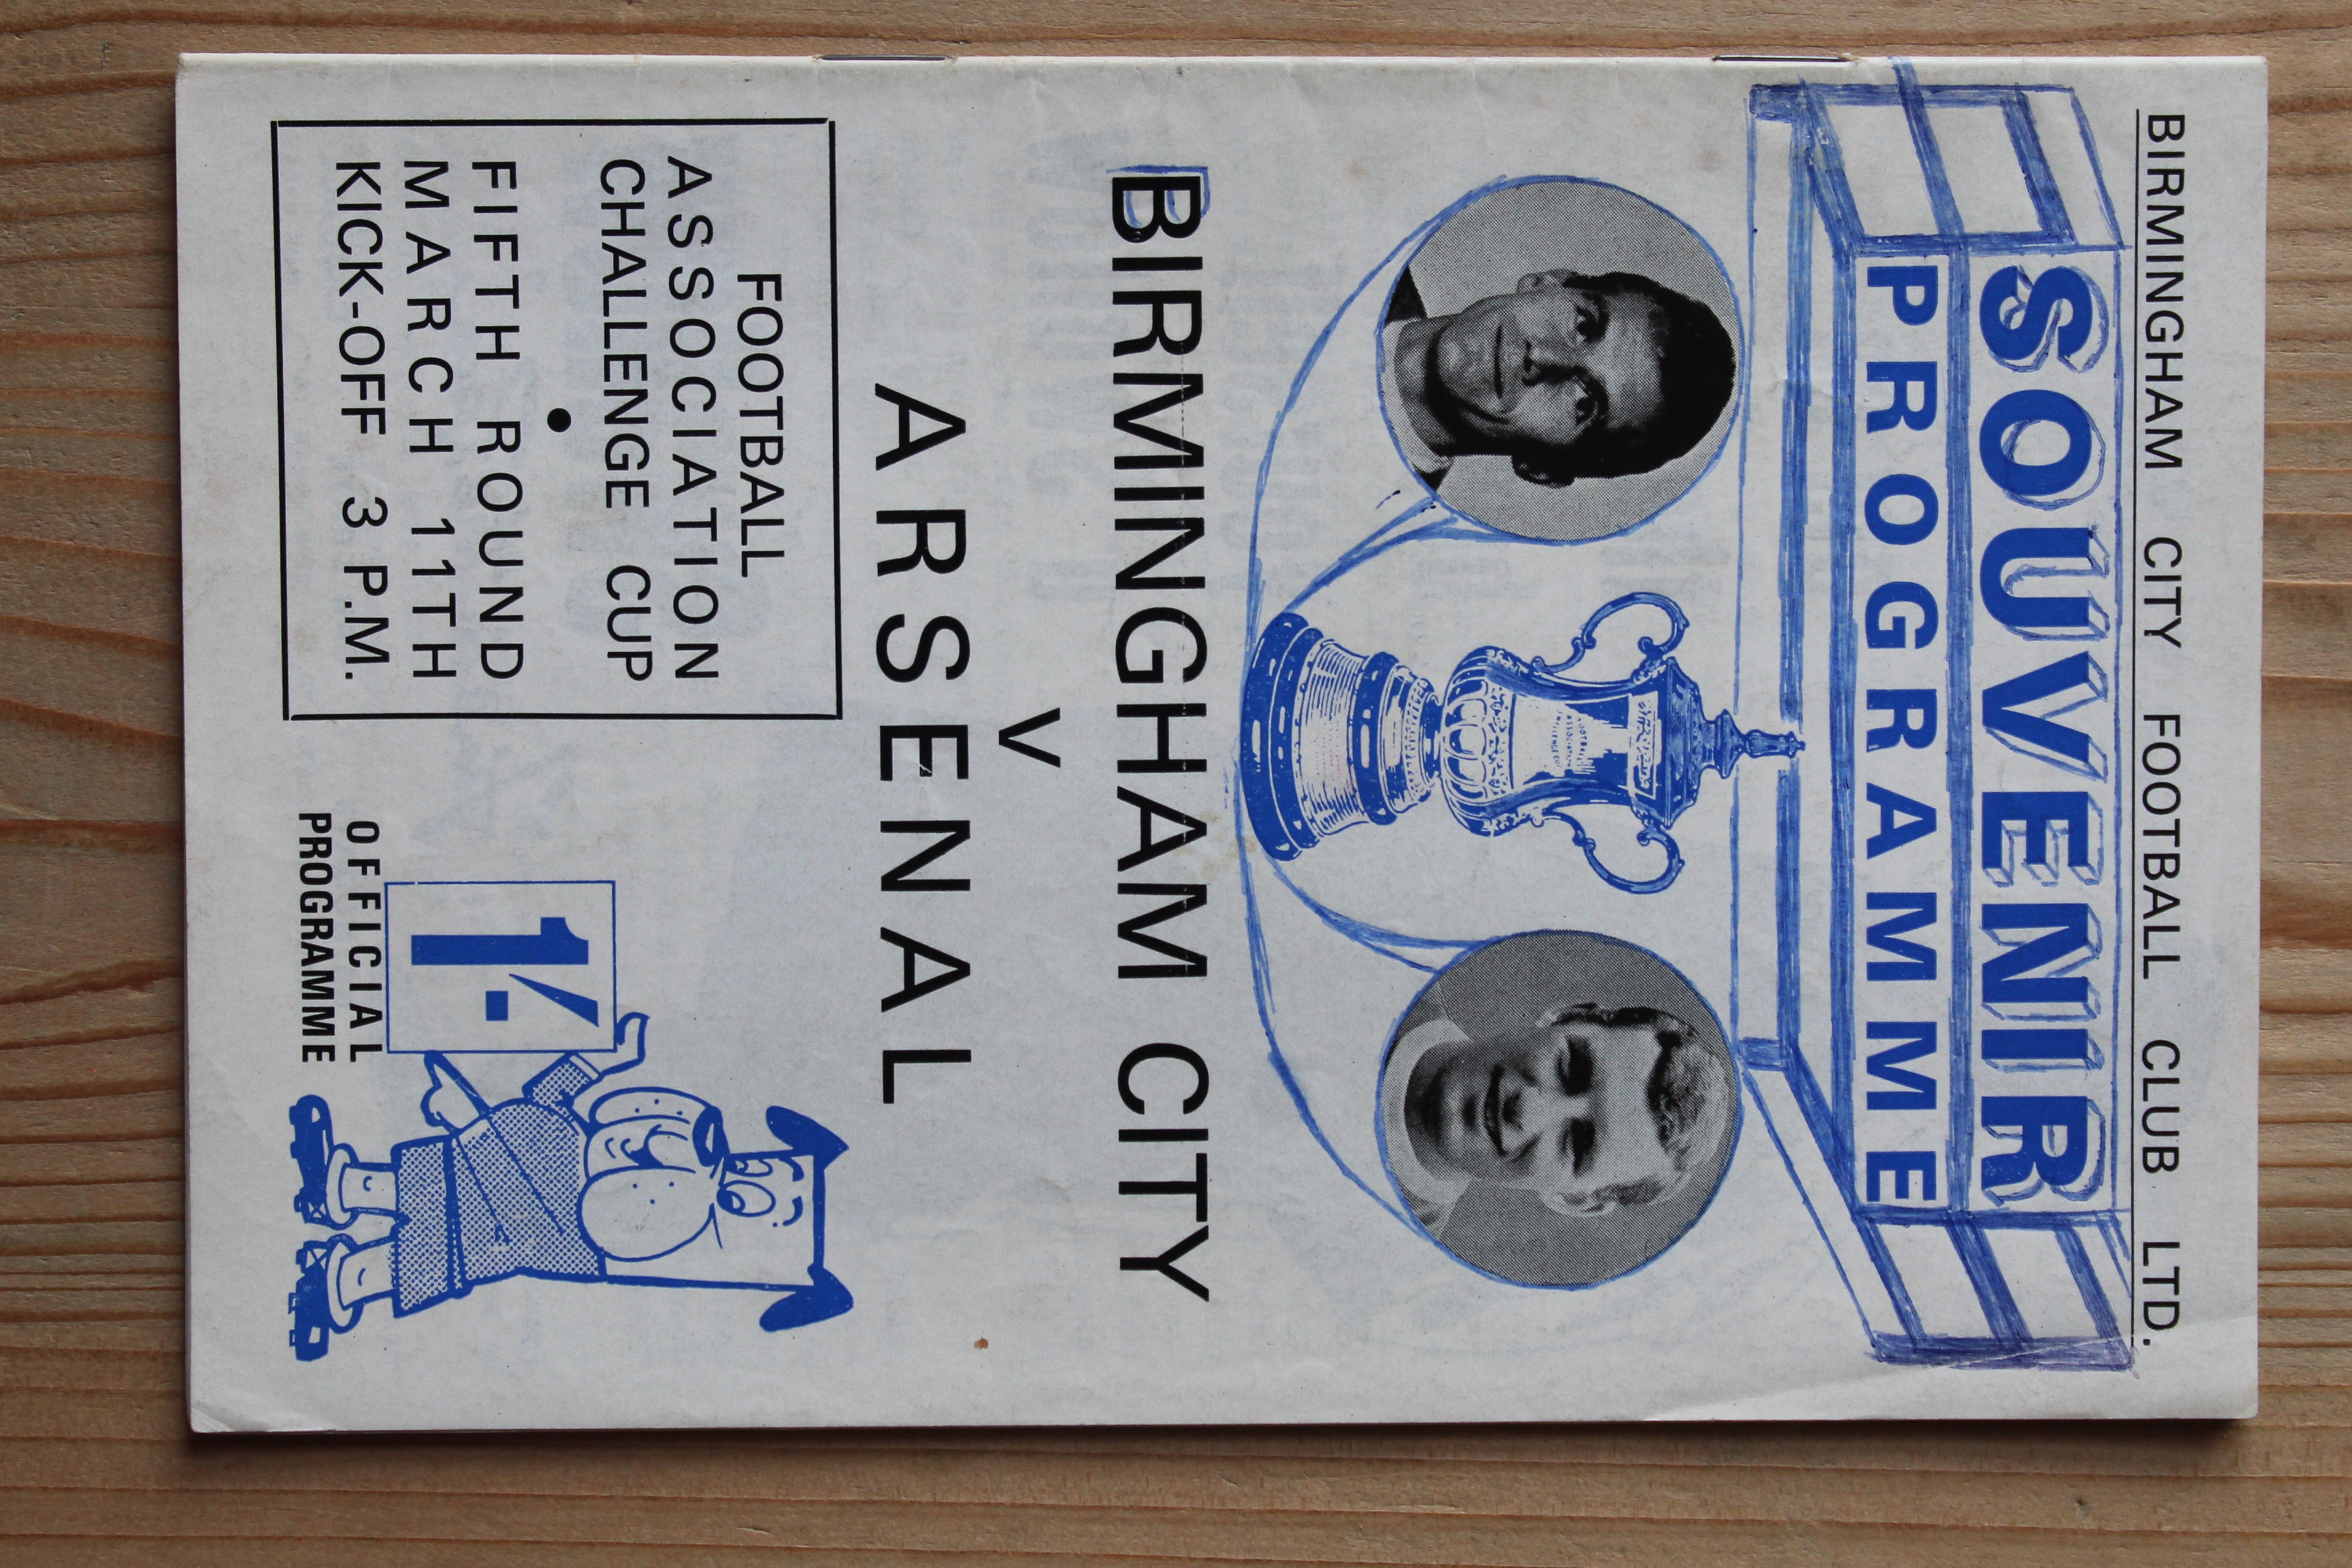 BIRMINGHAM CITY FOOTBALL CLUB LTD.
SOUVENIR
PROGRAMME
BIRMINGHAM CITY
V
ARSENAL
FOOTBALL
ASSOCIATION
CHALLENGE CUP
FIFTH ROUND
MARCH 11TH
KICK-OFF 3 P.M.
1/-
OFFICIAL
PROGRAMME